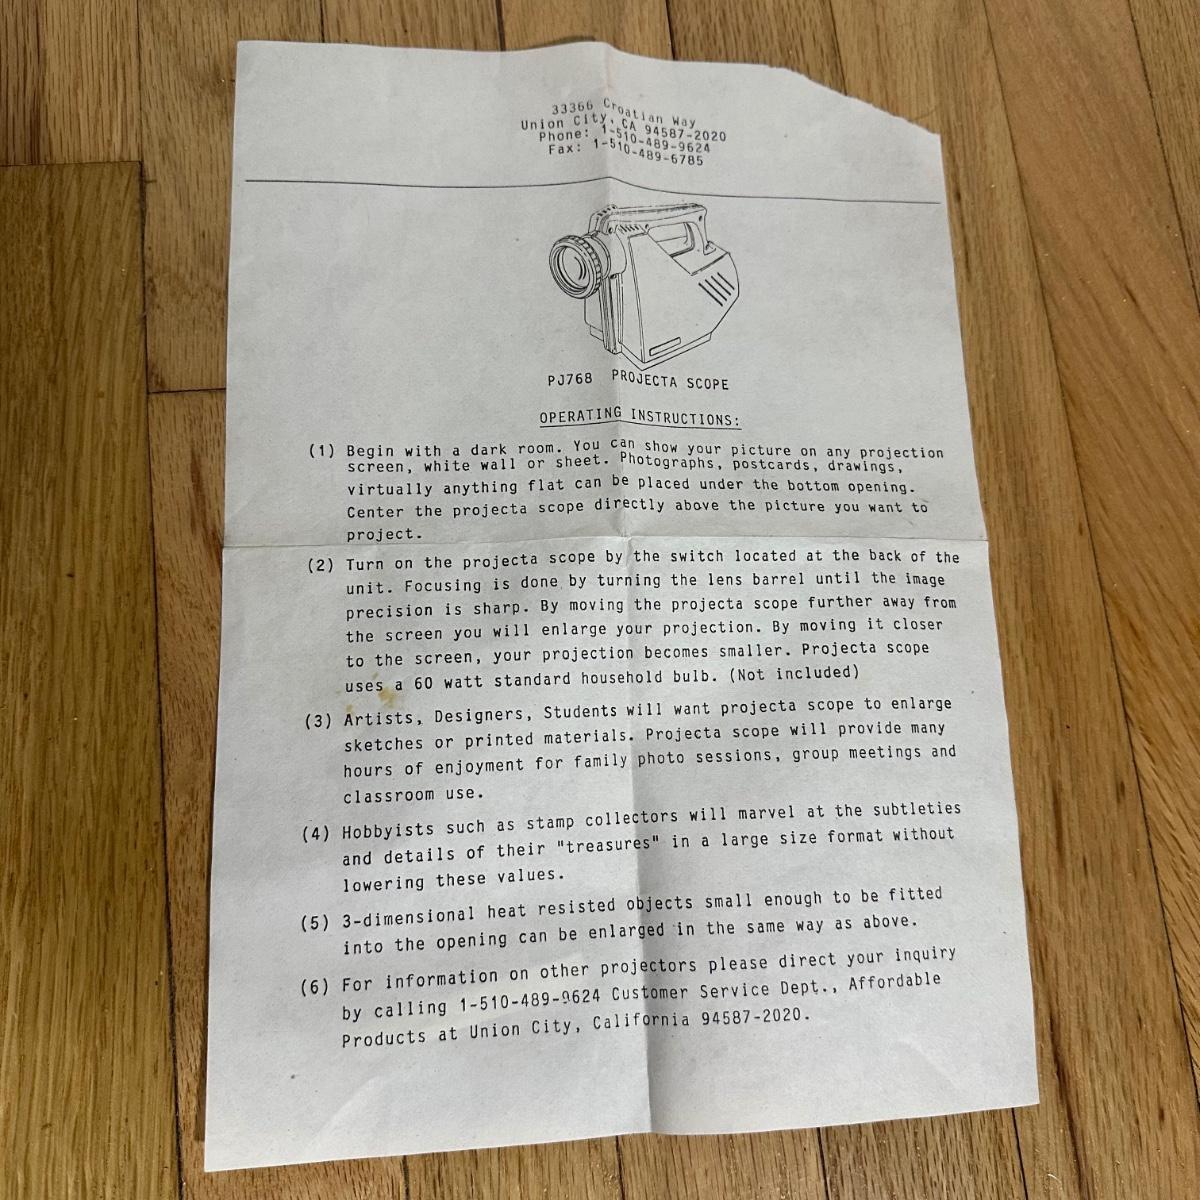 33366 Croatian Way
Union City, CA 94587-2020
Phone: 1-510-489-9624
Fax: 1-510-489-6785
PJ768 PROJECTA SCOPE
OPERATING INSTRUCTIONS:
(1) Begin with a dark room. You can show your picture on any projection
screen, white wall or sheet. Photographs, postcards, drawings,
virtually anything flat can be placed under the bottom opening.
Center the projecta scope directly above the picture you want to
project.
(2) Turn on the projecta scope by the switch located at the back of the
unit. Focusing is done by turning the lens barrel until the image
precision is sharp. By moving the projecta scope further away from
the screen you will enlarge your projection. By moving it closer
to the screen, your projection becomes smaller. Projecta scope
uses a 60 watt standard household bulb. (Not included)
(3) Artists, Designers, Students will want projecta scope to enlarge
sketches or printed materials. Projecta scope will provide many
hours of enjoyment for family photo sessions, group meetings and
classroom use.
(4) Hobbyists such as stamp collectors will marvel at the subtleties
and details of their "treasures" in a large size format without
lowering these values.
(5) 3-dimensional heat resisted objects small enough to be fitted
into the opening can be enlarged in the same way as above.
(6) For information on other projectors please direct your inquiry
by calling 1-510-489-9624 Customer Service Dept., Affordable
Products at Union City, California 94587-2020.